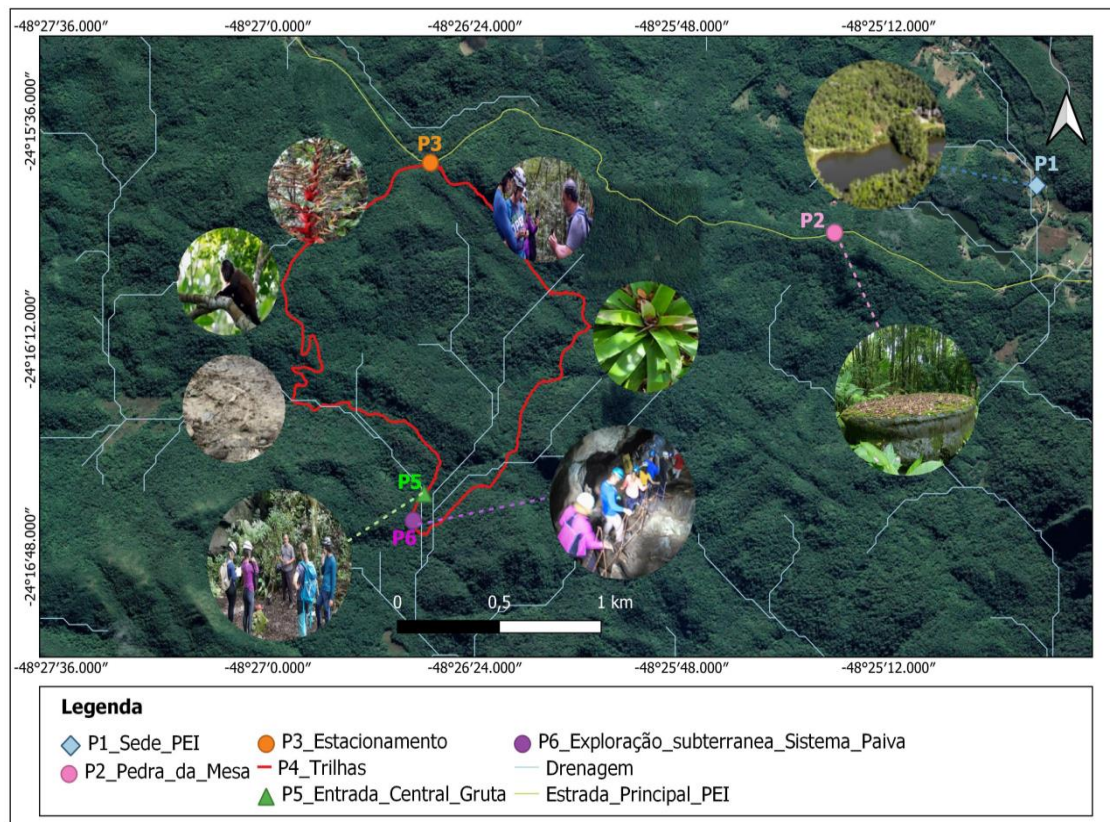 -48°27'36.000″ -48°27'0.000″ -48°26'24.000″ -48°25'48.000″ -48°25'12.000″
-24°15'36.000″
-24°16'12.000″
-24°16'48.000″
P3
P1
P2
P5
P6
0 0,5 1 km
-48°27'36.000″ -48°27'0.000″ -48°26'24.000″ -48°25'48.000″ -48°25'12.000″
Legenda
P1_Sede_PEI
P2_Pedra_da_Mesa
P3_Estacionamento
P4_Trilhas
P5_Entrada_Central_Gruta
P6_Exploração_subterranea_Sistema_Paiva
Drenagem
Estrada_Principal_PEI